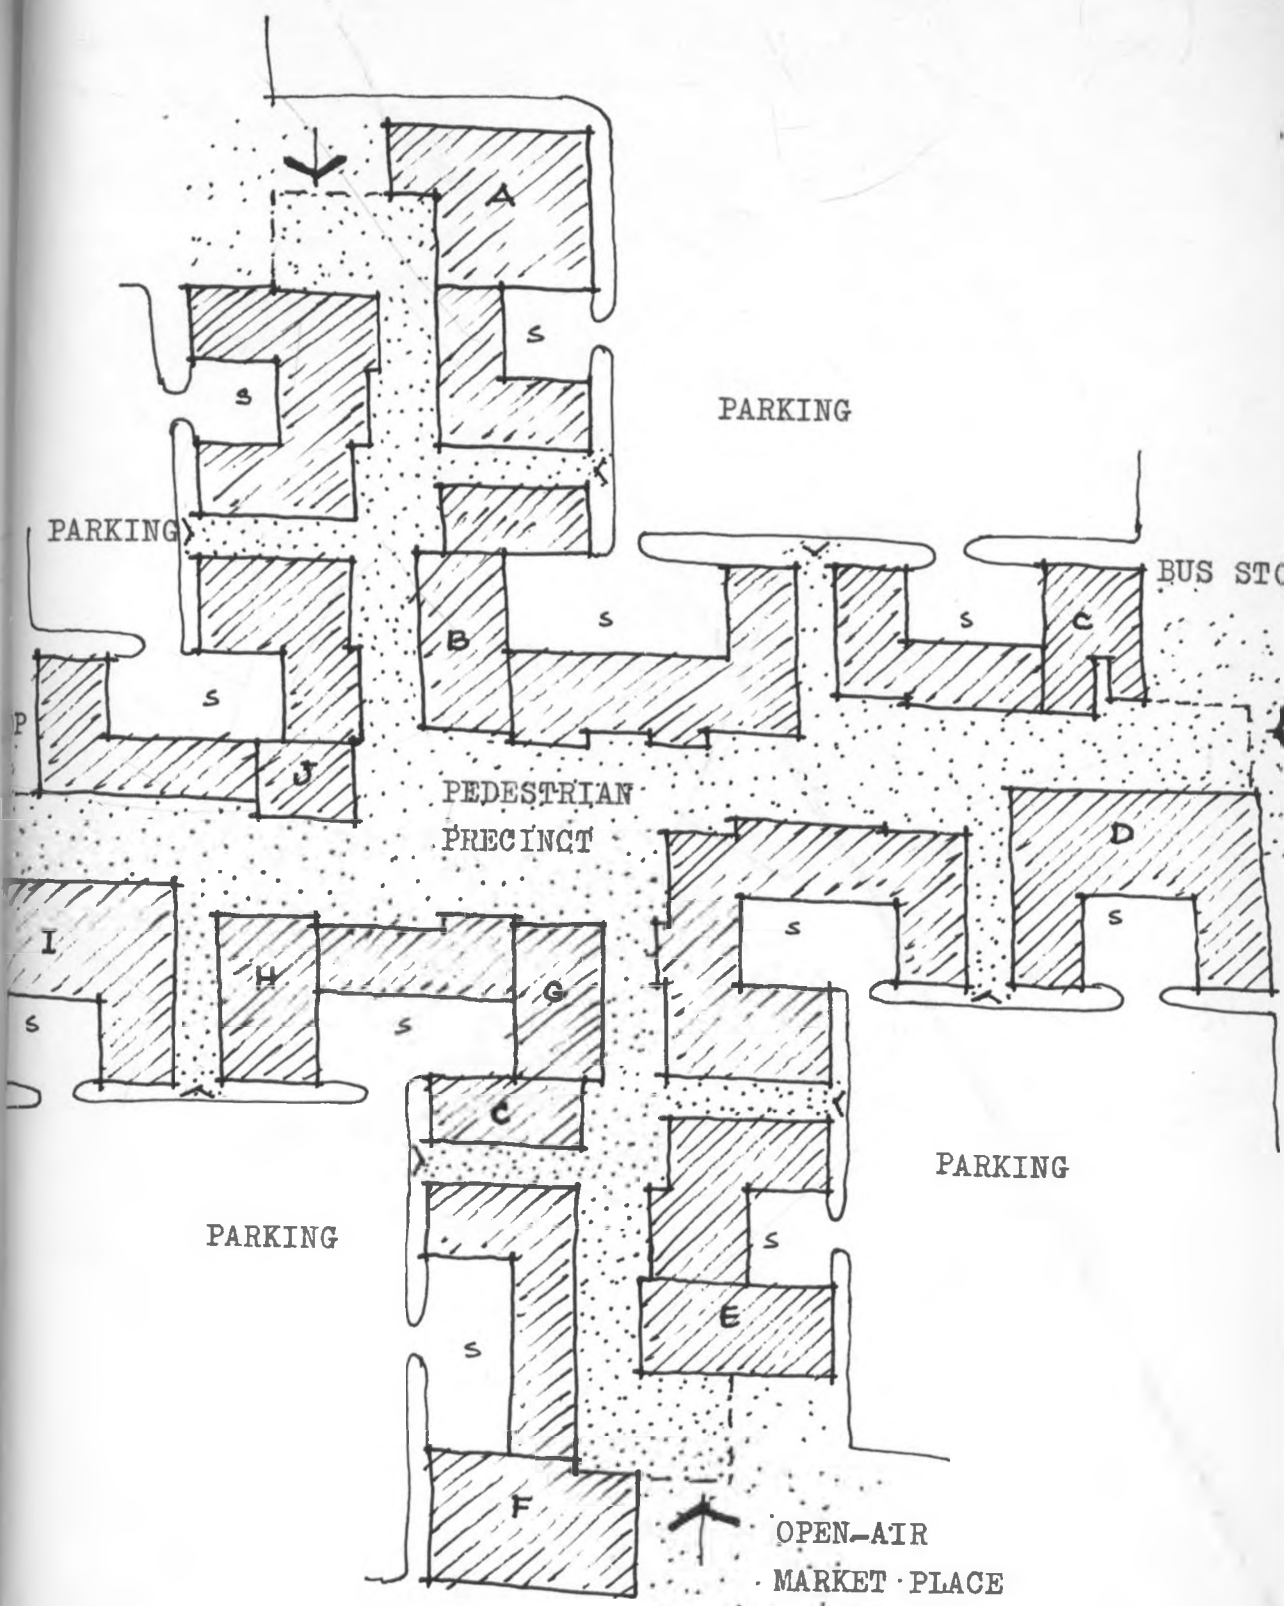 A
S
S
PARKING
PARKING
BUS STO
B
S
S
C
S
P
J
PEDESTRIAN
PRECINCT
D
S
S
I
H
G
S
S
C
PARKING
PARKING
S
E
S
F
OPEN-AIR
MARKET PLACE